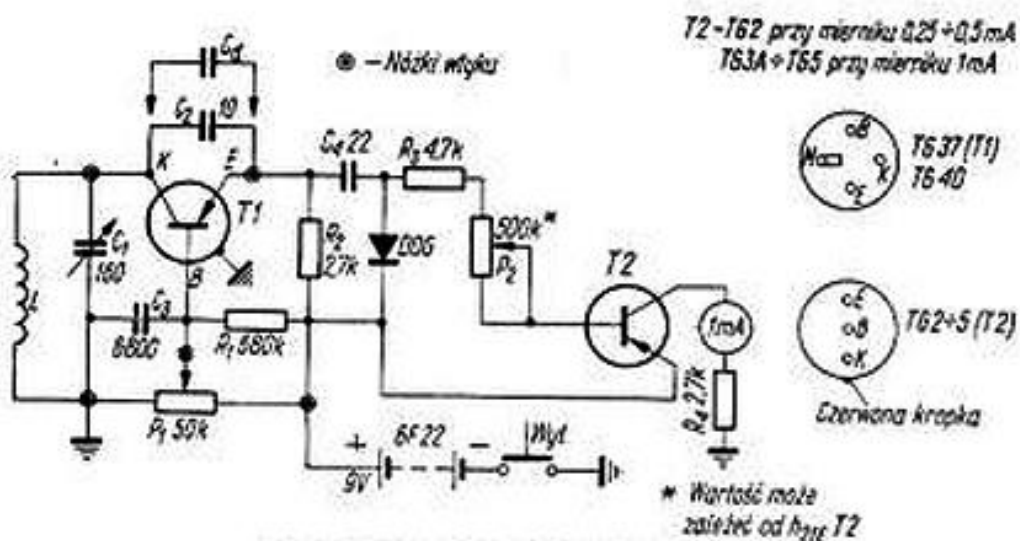 T2-TG2 przy mierniku 0,25÷0,5mA
TG3A÷TG5 przy mierniku 1mA
⊗ – Nóżki wtyku
C2
10
K
E
C4 22
R3 4,7k
B
N
K
E
TG37 (T1)
TG40
T1
C1
160
L
B
R2
2,7k
DOG
500k*
P2
T2
1mA
E
B
K
TG2÷5 (T2)
C3
6800
R1 680k
R4 2,7k
Czerwona kropka
P1 50k
+
6F22
–
Wył.
9V
* Wartość może
zależeć od h21E T2